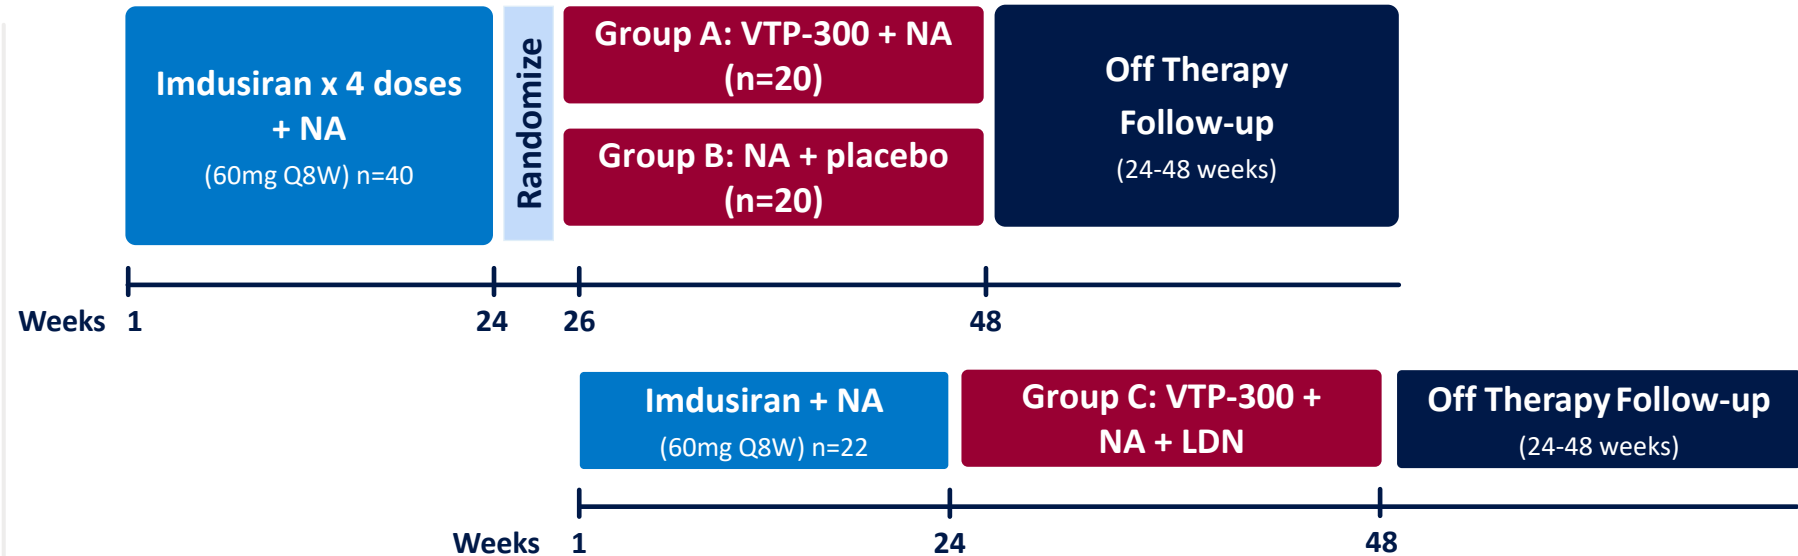 Imdusiran x 4 doses
+ NA
(60mg Q8W) n=40
Randomize
Group A: VTP-300 + NA
(n=20)
Group B: NA + placebo
(n=20)
Off Therapy
Follow-up
(24-48 weeks)
Weeks 1 24 26 48
Imdusiran + NA
(60mg Q8W) n=22
Group C: VTP-300 +
NA + LDN
Off Therapy Follow-up
(24-48 weeks)
Weeks 1 24 48